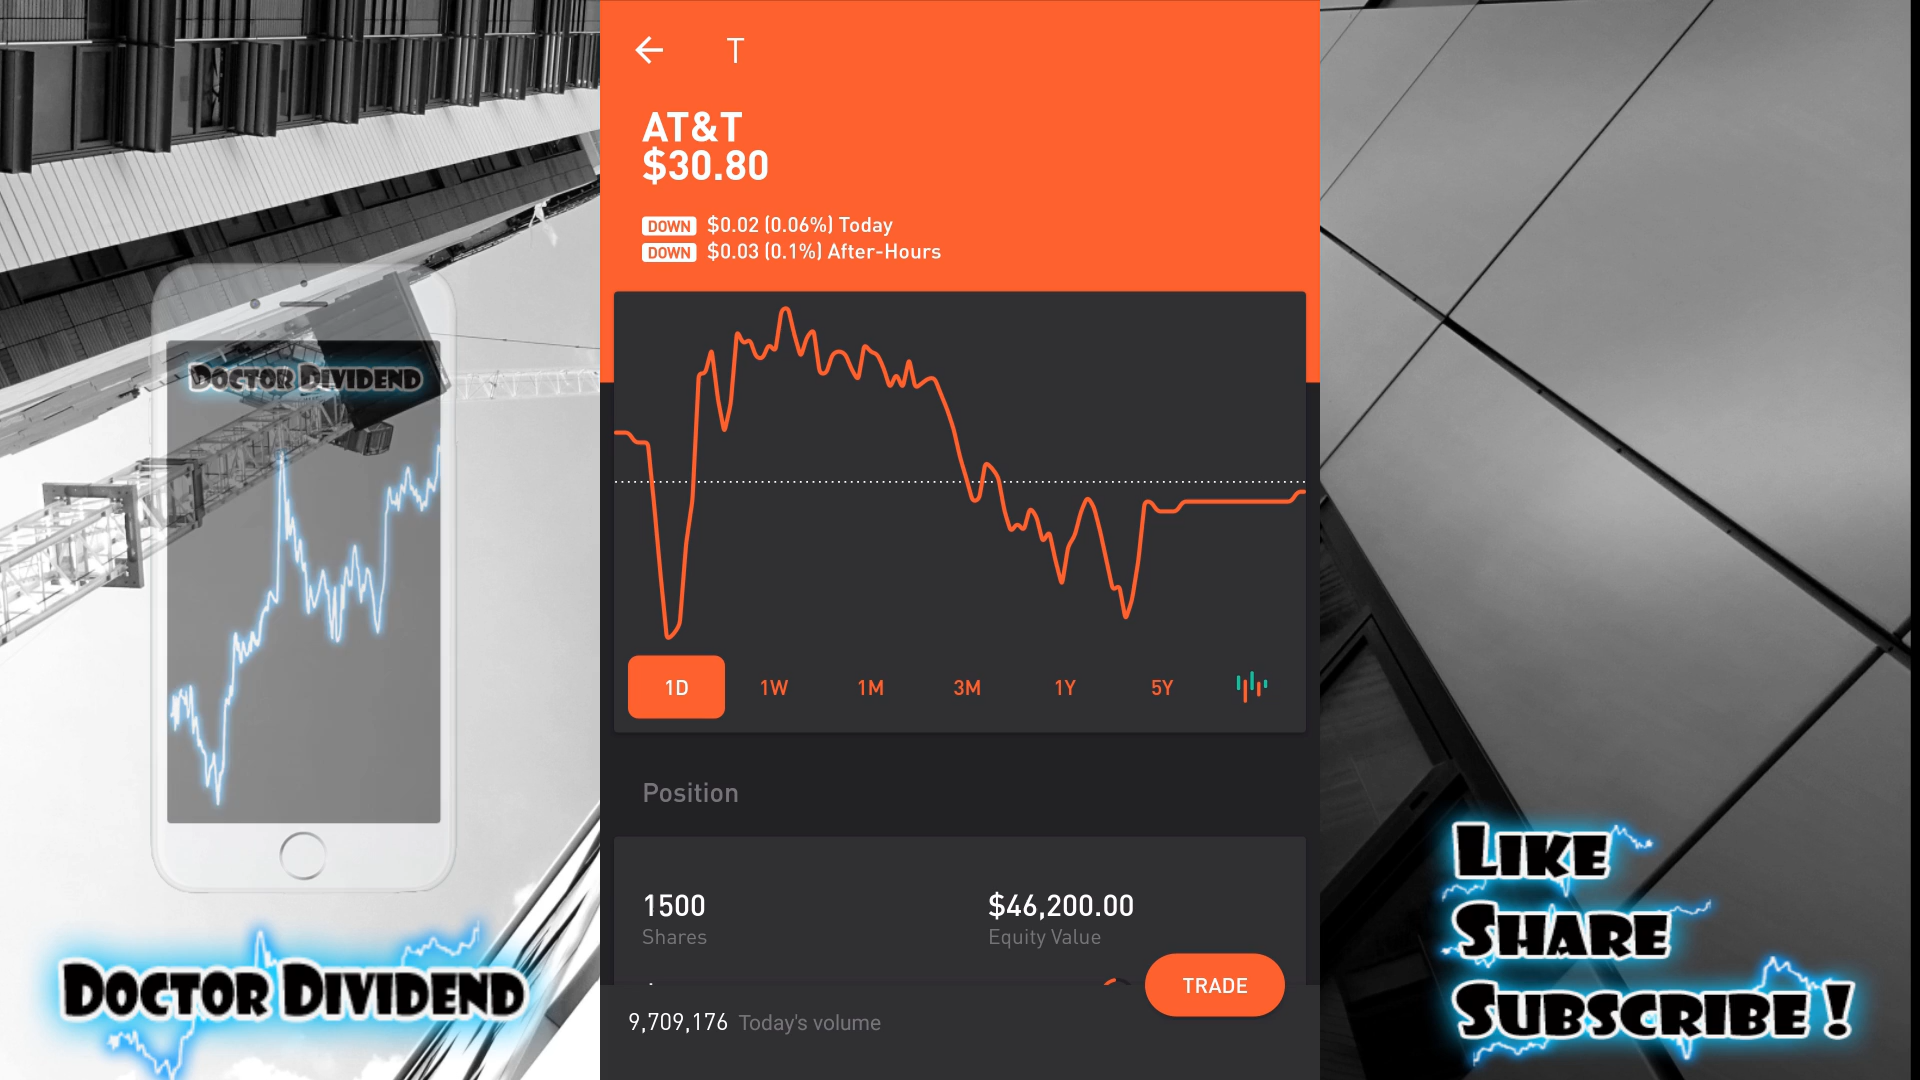 T
AT&T
$30.80
DOWN $0.02 (0.06%) Today
DOWN $0.03 (0.1%) After-Hours
DOCTOR DIVIDEND
1D 1W 1M 3M 1Y 5Y
Position
1500 $46,200.00
Shares Equity Value
TRADE
9,709,176 Today's volume
DOCTOR DIVIDEND
LIKE
SHARE
SUBSCRIBE !